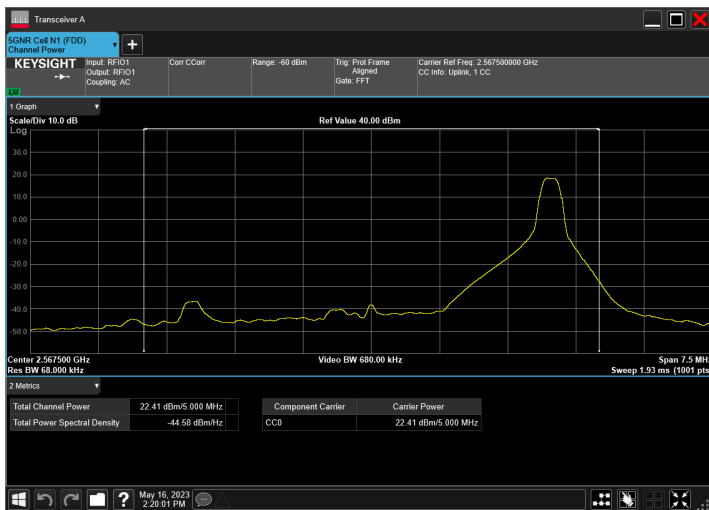 Transceiver A
5GNR Cell N1 (FDD)
Channel Power
KEYSIGHT
Input: RFIO1
Output: RFIO1
Coupling: AC
Corr CCorr
Range: -60 dBm
Trig: Prot Frame
Aligned
Gate: FFT
Carrier Ref Freq: 2.567500000 GHz
CC Info: Uplink, 1 CC
LXI
1 Graph
Scale/Div 10.0 dB
Ref Value 40.00 dBm
Log
30.0
20.0
10.0
0.00
-10.0
-20.0
-30.0
-40.0
-50.0
Center 2.567500 GHz
Video BW 680.00 kHz
Span 7.5 MH
Res BW 68.000 kHz
Sweep 1.93 ms (1001 pts
2 Metrics
Total Channel Power 22.41 dBm/5.000 MHz
Total Power Spectral Density -44.58 dBm/Hz
Component Carrier Carrier Power
CC0 22.41 dBm/5.000 MHz
?
May 16, 2023
2:20:01 PM